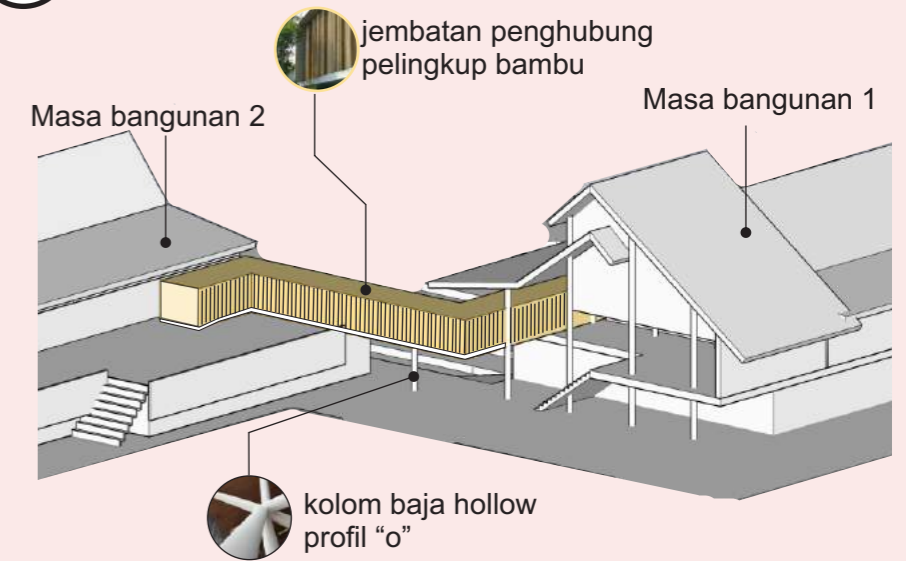 jembatan penghubung
pelingkup bambu
Masa bangunan 2
Masa bangunan 1
kolom baja hollow
profil “o”